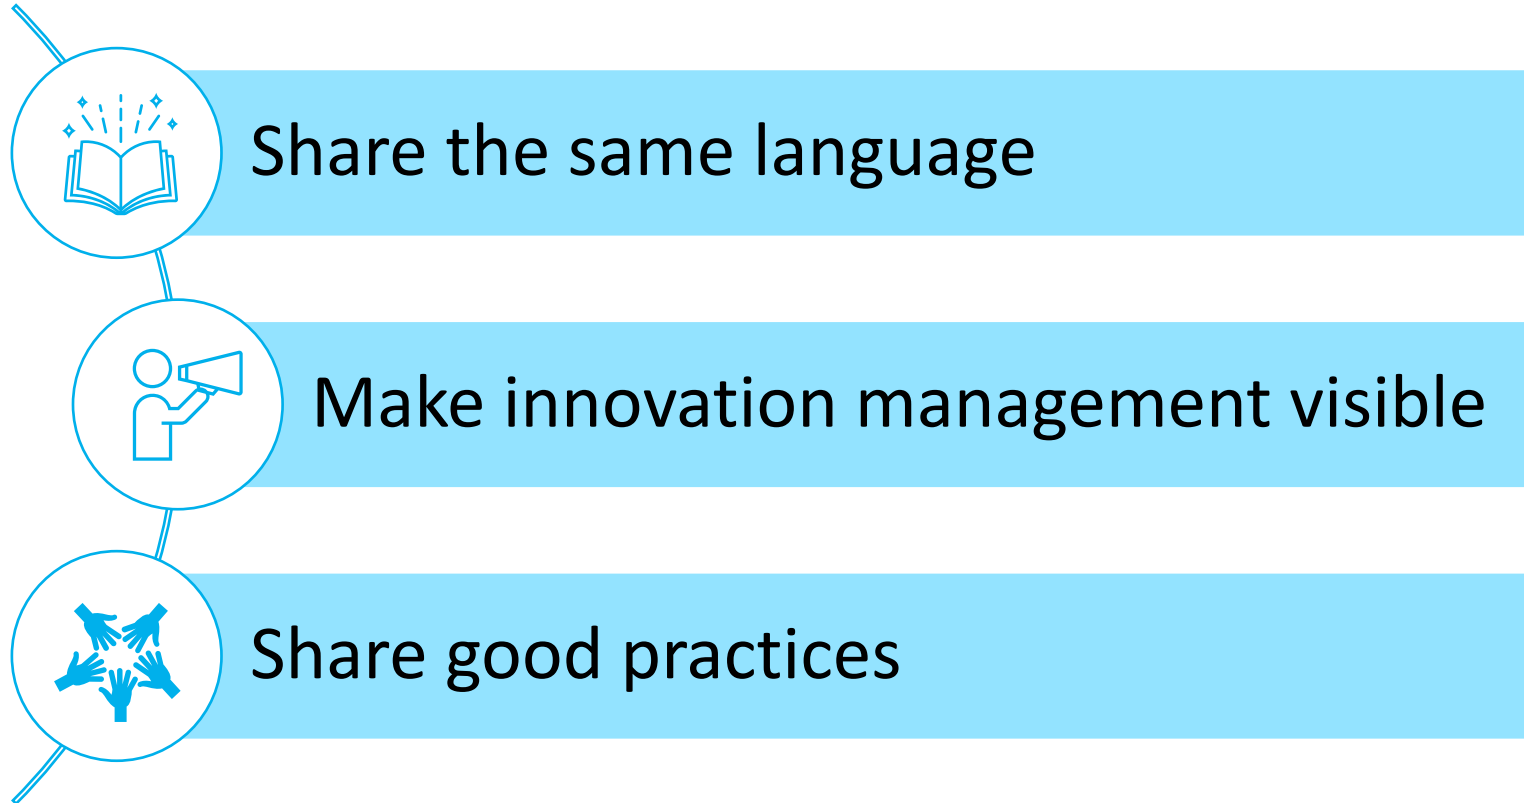 Share the same language
Make innovation management visible
Share good practices